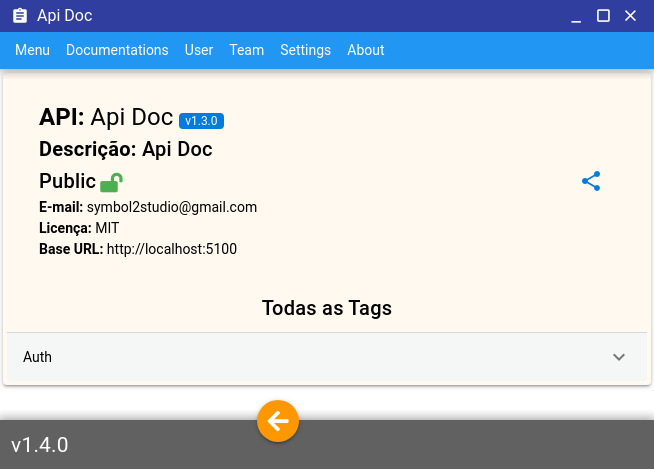 Api Doc
Menu Documentations User Team Settings About
API: Api Doc v1.3.0
Descrição: Api Doc
Public
E-mail: symbol2studio@gmail.com
Licença: MIT
Base URL: http://localhost:5100
Todas as Tags
Auth
v1.4.0